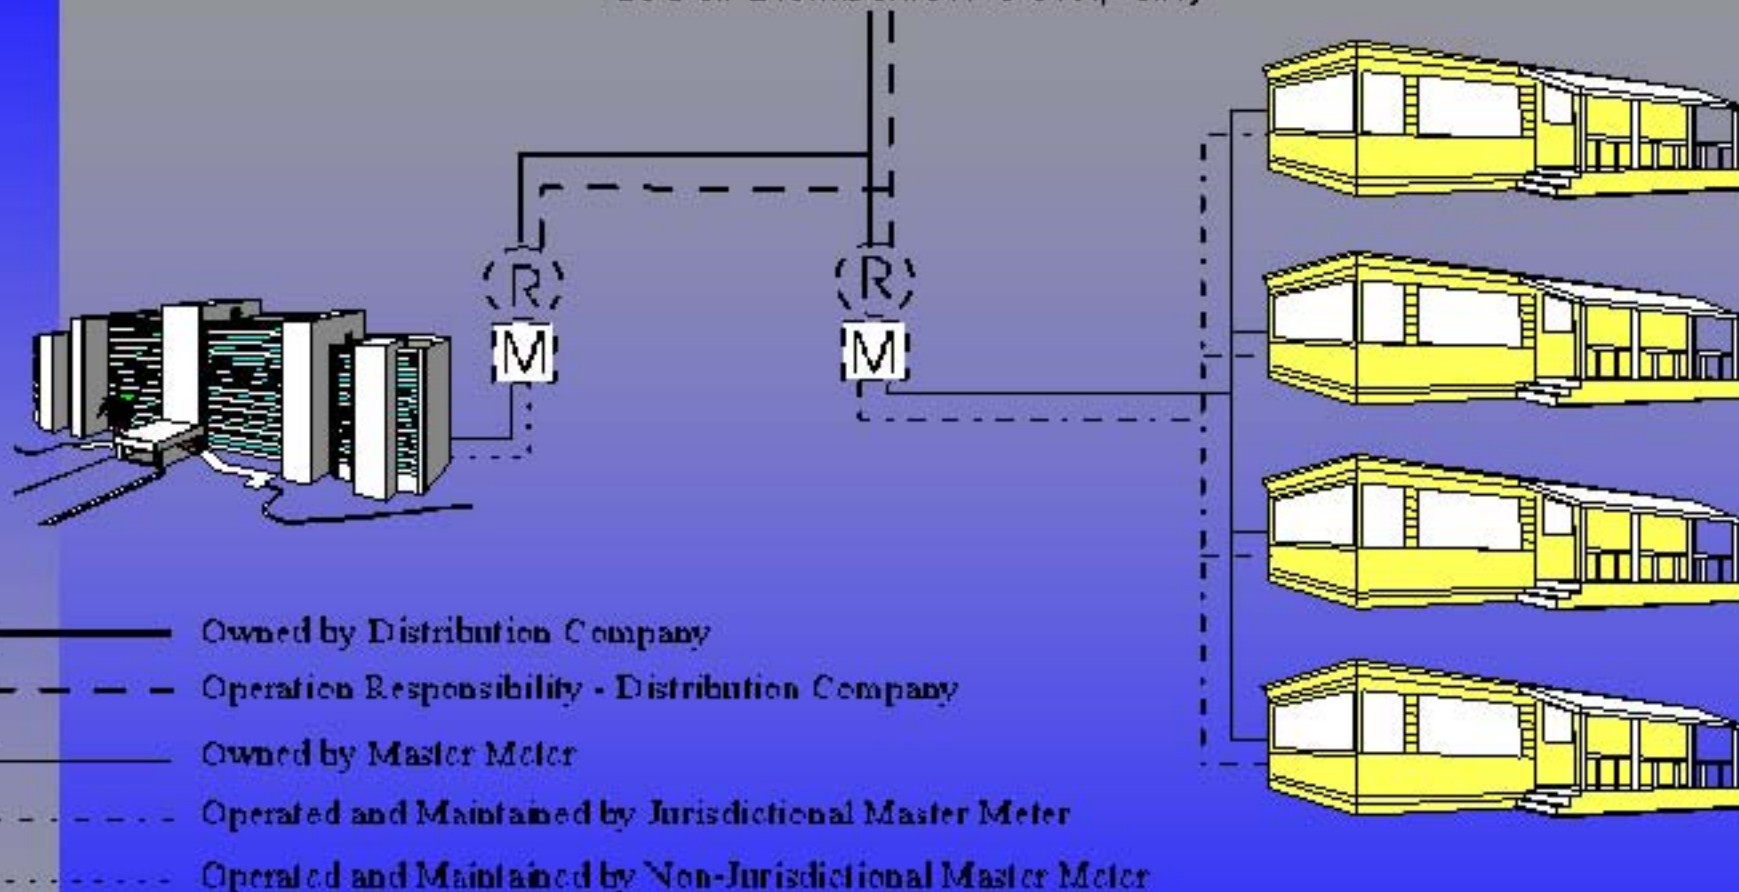 R
R
M
M
Owned by Distribution Company
Operation Responsibility - Distribution Company
Owned by Master Meter
Operated and Maintained by Jurisdictional Master Meter
Operated and Maintained by Non-Jurisdictional Master Meter